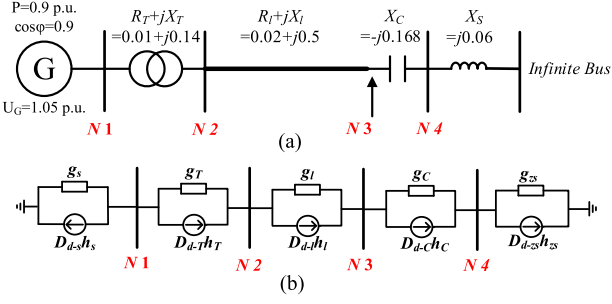 P=0.9 p.u.
cosφ=0.9
G
U_G=1.05 p.u.
R_T+jX_T
=0.01+j0.14
R_l+jX_l
=0.02+j0.5
X_C
=-j0.168
X_S
=j0.06
Infinite Bus
N 1
N 2
N 3
N 4
(a)
g_s
g_T
g_l
g_C
g_zs
D_d-s h_s
D_d-T h_T
D_d-l h_l
D_d-C h_C
D_d-zs h_zs
N 1
N 2
N 3
N 4
(b)